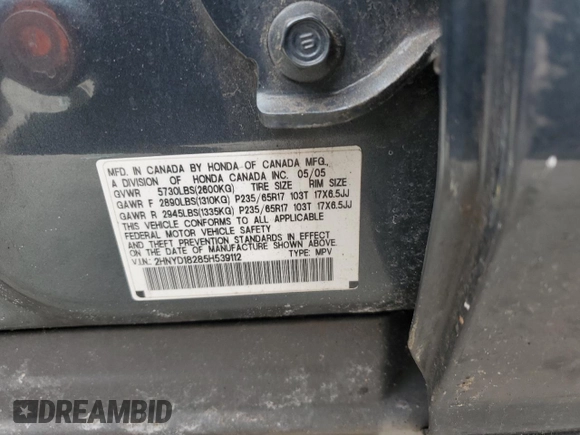 MFD. IN CANADA BY HONDA OF CANADA MFG.,
A DIVISION OF HONDA CANADA INC. 05/05
GVWR 5730LBS(2600KG) TIRE SIZE RIM SIZE
GAWR F 2890LBS(1310KG) P235/65R17 103T 17X6.5JJ
GAWR R 2945LBS(1335KG) P235/65R17 103T 17X6.5JJ
THIS VEHICLE CONFORMS TO ALL APPLICABLE
FEDERAL MOTOR VEHICLE SAFETY
AND THEFT PREVENTION STANDARDS IN EFFECT
ON THE DATE OF MANUFACTURE SHOWN ABOVE.
V.I.N.: 2HNYD18285H539112 TYPE: MPV
DREAMBID